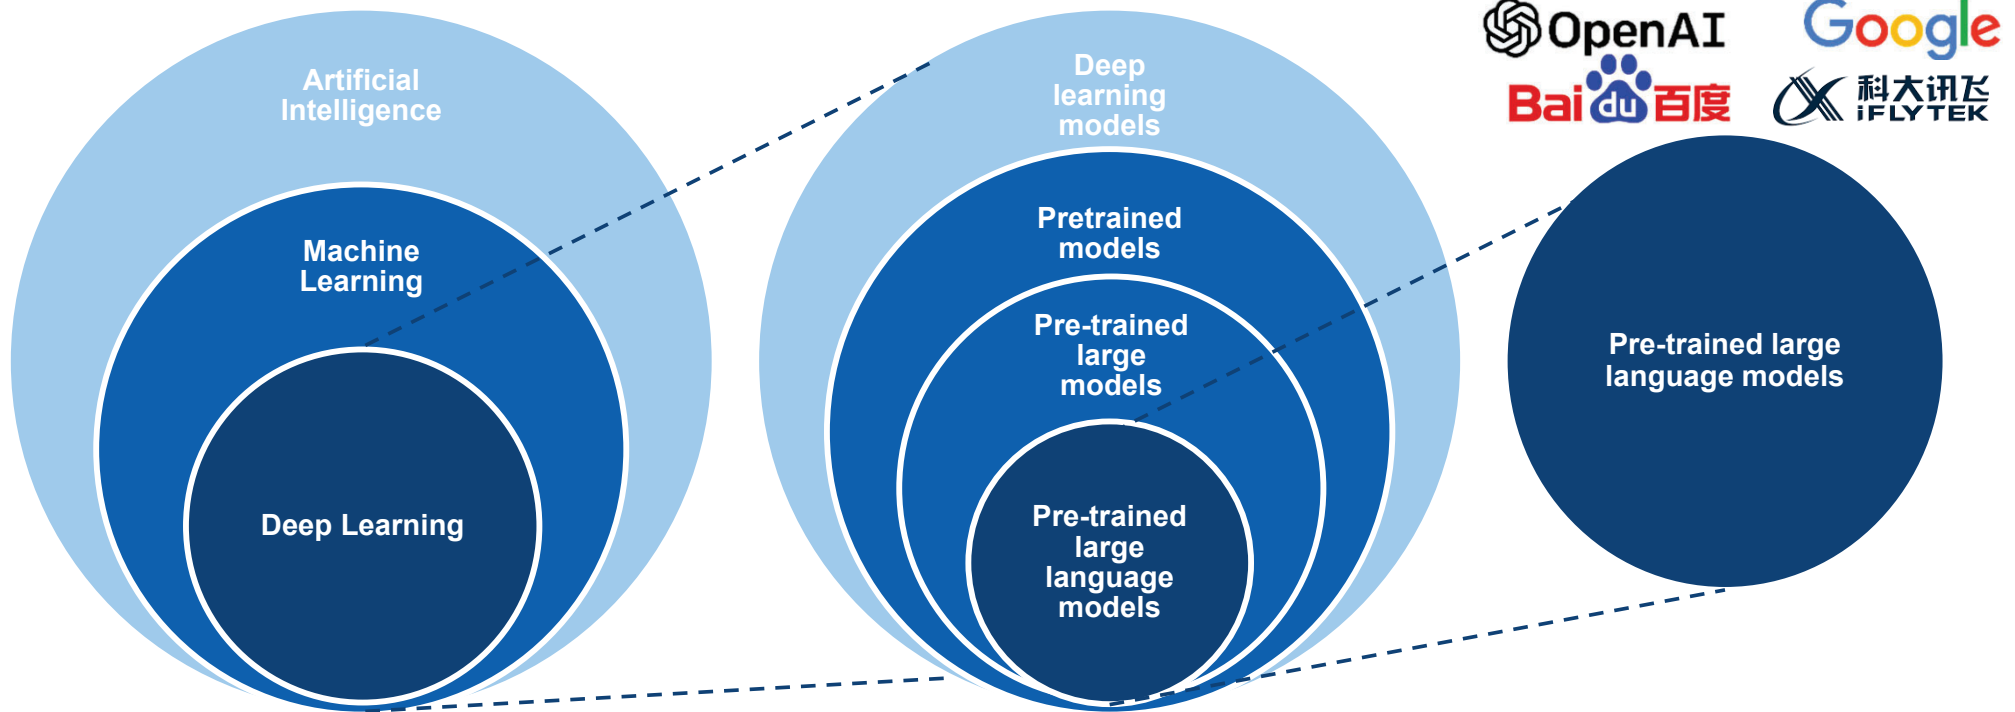 Artificial
Intelligence
Machine
Learning
Deep Learning
Deep
learning
models
Pretrained
models
Pre-trained
large
models
Pre-trained
large
language
models
OpenAI
Google
Bai du 百度
科大讯飞
iFLYTEK
Pre-trained large
language models